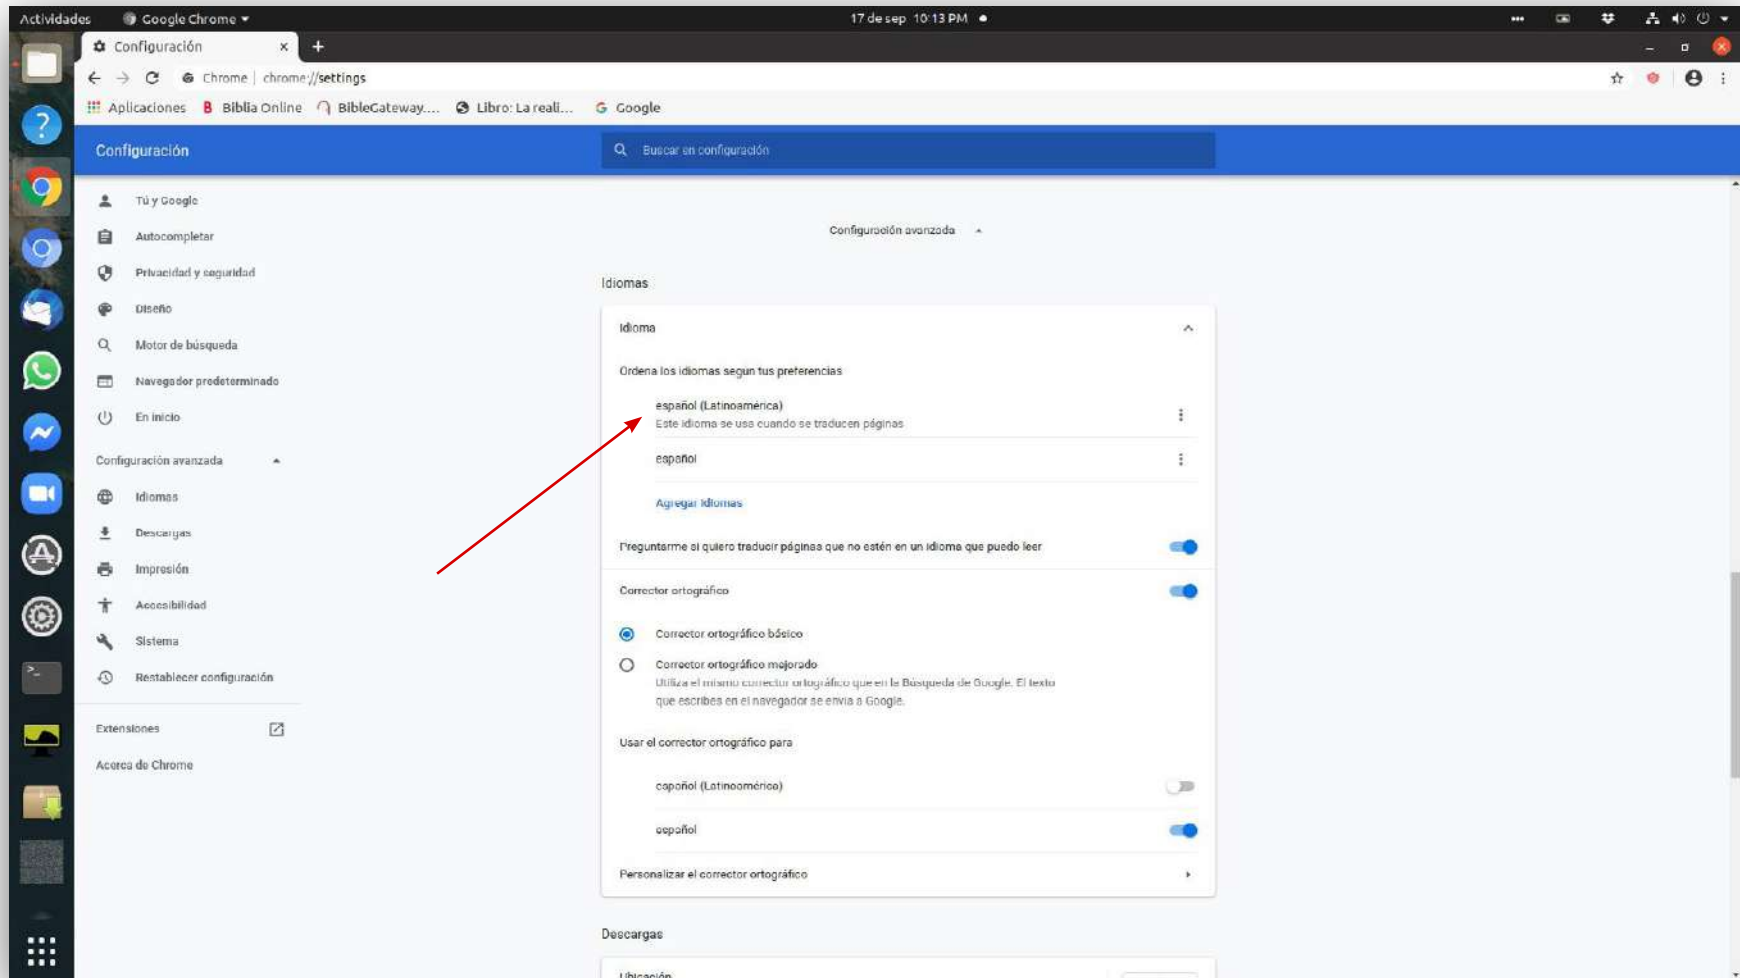 Actividades
Google Chrome
17 de sep 10:13 PM
Configuración
Chrome | chrome://settings
Aplicaciones
Biblia Online
BibleGateway....
Libro: La reali...
Google
Configuración
Buscar en configuración
Tú y Google
Autocompletar
Privacidad y seguridad
Diseño
Motor de búsqueda
Navegador predeterminado
En inicio
Configuración avanzada
Idiomas
Descargas
Impresión
Accesibilidad
Sistema
Restablecer configuración
Extensiones
Acerca de Chrome
Configuración avanzada
Idiomas
Idioma
Ordena los idiomas segun tus preferencias
español (Latinoamérica)
Este idioma se usa cuando se traducen páginas
español
Agregar idiomas
Preguntarme si quiero traducir páginas que no estén en un idioma que puedo leer
Corrector ortográfico
Corrector ortográfico básico
Corrector ortográfico mejorado
Utiliza el mismo corrector ortográfico que en la Búsqueda de Google. El texto
que escribes en el navegador se envía a Google.
Usar el corrector ortográfico para
español (Latinoamérica)
español
Personalizar el corrector ortográfico
Descargas
Ubicación